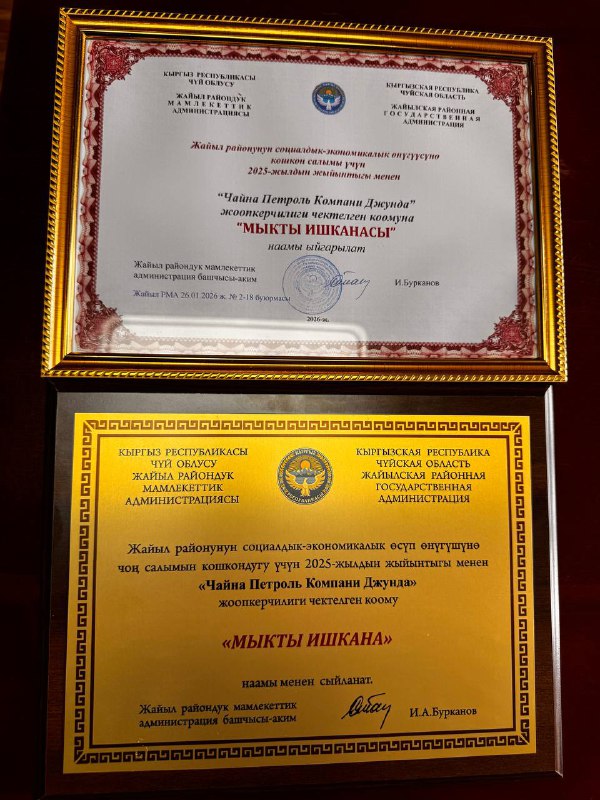 КЫРГЫЗ РЕСПУБЛИКАСЫ
ЧҮЙ ОБЛУСУ
ЖАЙЫЛ РАЙОНДУК
МАМЛЕКЕТТИК
АДМИНИСТРАЦИЯСЫ
КЫРГЫЗСКАЯ РЕСПУБЛИКА
ЧУЙСКАЯ ОБЛАСТЬ
ЖАЙЫЛСКАЯ РАЙОННАЯ
ГОСУДАРСТВЕННАЯ
АДМИНИСТРАЦИЯ
Жайыл районунун социалдык-экономикалык өнүгүүсүнө
кошкон салымы үчүн
2025-жылдын жыйынтыгы менен
“Чайна Петроль Компани Джунда”
жоопкерчилиги чектелген коомуна
“МЫКТЫ ИШКАНАСЫ”
наамы ыйгарылат
Жайыл райондук мамлекеттик
администрация башчысы-аким
И.Бурканов
Жайыл РМА 26.01 2026 ж. № 2-18 буюрмасы
2026-ж.
КЫРГЫЗ РЕСПУБЛИКАСЫ
ЧҮЙ ОБЛУСУ
ЖАЙЫЛ РАЙОНДУК
МАМЛЕКЕТТИК
АДМИНИСТРАЦИЯСЫ
КЫРГЫЗСКАЯ РЕСПУБЛИКА
ЧУЙСКАЯ ОБЛАСТЬ
ЖАЙЫЛСКАЯ РАЙОННАЯ
ГОСУДАРСТВЕННАЯ
АДМИНИСТРАЦИЯ
Жайыл районунун социалдык-экономикалык өсүп өнүгүшүнө
чоң салымын кошкондугу үчүн 2025-жылдын жыйынтыгы менен
«Чайна Петроль Компани Джунда»
жоопкерчилиги чектелген коому
«МЫКТЫ ИШКАНА»
наамы менен сыйланат.
Жайыл райондук мамлекеттик
администрация башчысы-аким
И.А.Бурканов